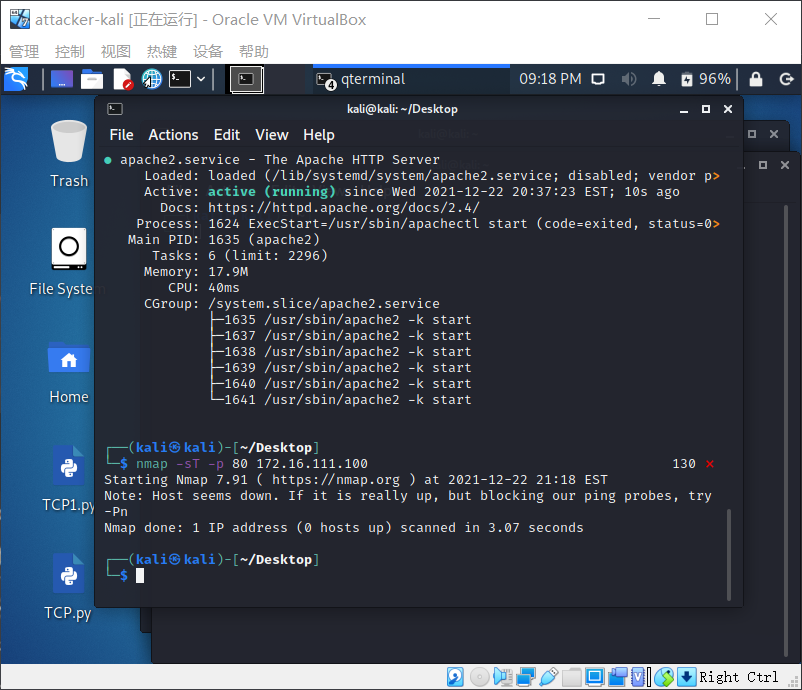 attacker-kali [正在运行] - Oracle VM VirtualBox
管理 控制 视图 热键 设备 帮助
4 qterminal 09:18 PM 96%
kali@kali: ~/Desktop
File Actions Edit View Help
● apache2.service - The Apache HTTP Server
Loaded: loaded (/lib/systemd/system/apache2.service; disabled; vendor p>
Active: active (running) since Wed 2021-12-22 20:37:23 EST; 10s ago
Docs: https://httpd.apache.org/docs/2.4/
Process: 1624 ExecStart=/usr/sbin/apachectl start (code=exited, status=0>
Main PID: 1635 (apache2)
Tasks: 6 (limit: 2296)
Memory: 17.9M
CPU: 40ms
CGroup: /system.slice/apache2.service
├─1635 /usr/sbin/apache2 -k start
├─1637 /usr/sbin/apache2 -k start
├─1638 /usr/sbin/apache2 -k start
├─1639 /usr/sbin/apache2 -k start
├─1640 /usr/sbin/apache2 -k start
└─1641 /usr/sbin/apache2 -k start
┌──(kali㉿kali)-[~/Desktop]
└─$ nmap -sT -p 80 172.16.111.100 130 ⨯
Starting Nmap 7.91 ( https://nmap.org ) at 2021-12-22 21:18 EST
Note: Host seems down. If it is really up, but blocking our ping probes, try
-Pn
Nmap done: 1 IP address (0 hosts up) scanned in 3.07 seconds
┌──(kali㉿kali)-[~/Desktop]
└─$
Trash
File System
Home
TCP1.py
TCP.py
Right Ctrl